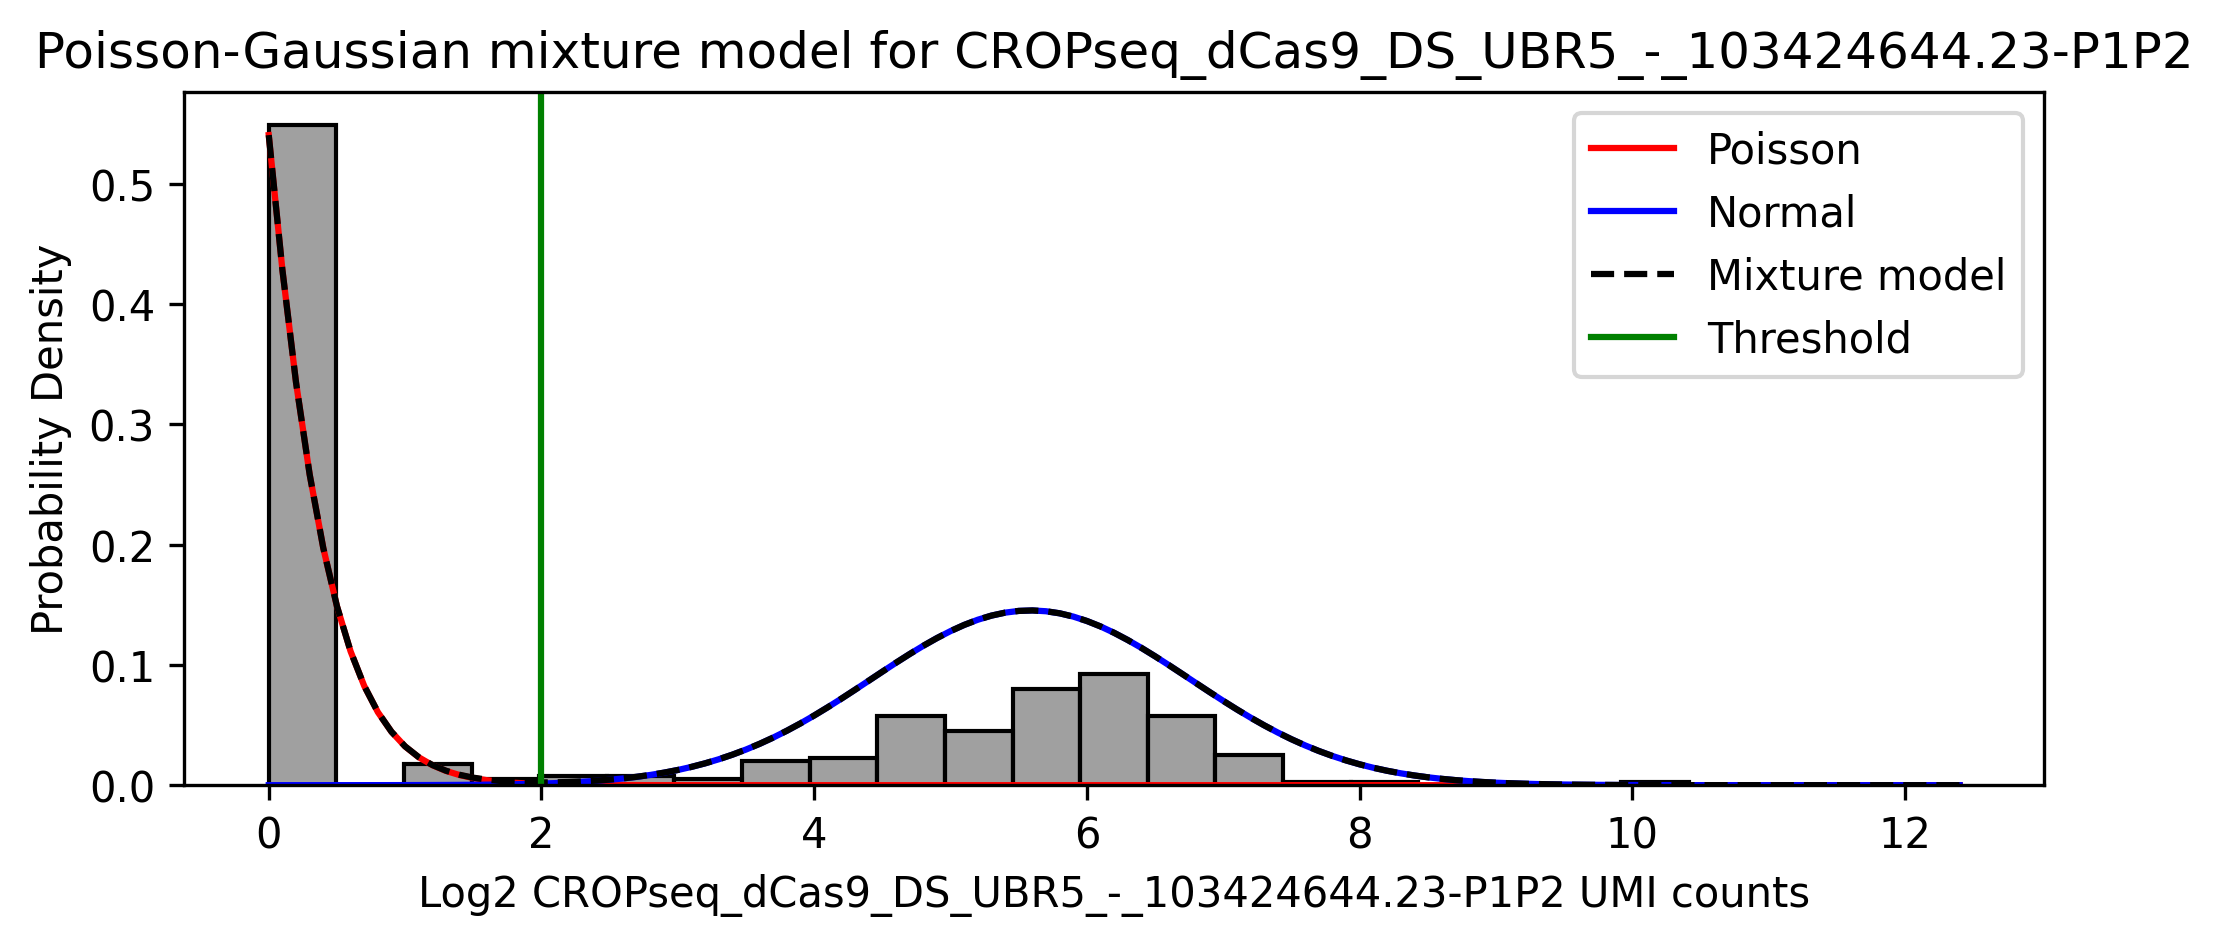 Poisson-Gaussian mixture model for CROPseq_dCas9_DS_UBR5_-_103424644.23-P1P2
Probability Density
0.5
0.4
0.3
0.2
0.1
0.0
Poisson
Normal
Mixture model
Threshold
0 2 4 6 8 10 12
Log2 CROPseq_dCas9_DS_UBR5_-_103424644.23-P1P2 UMI counts